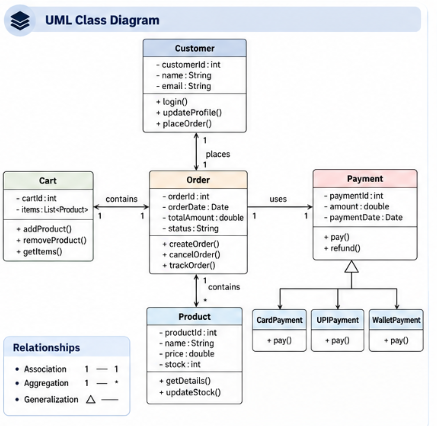 UML Class Diagram
Customer
- customerId : int
- name : String
- email : String
+ login()
+ updateProfile()
+ placeOrder()
1
places
1
Cart
- cartId : int
- items : List<Product>
+ addProduct()
+ removeProduct()
+ getItems()
contains
1
1
Order
- orderId : int
- orderDate : Date
- totalAmount : double
- status : String
+ createOrder()
+ cancelOrder()
+ trackOrder()
uses
1
1
Payment
- paymentId : int
- amount : double
- paymentDate : Date
+ pay()
+ refund()
1
contains
*
Product
- productId : int
- name : String
- price : double
- stock : int
+ getDetails()
+ updateStock()
CardPayment
+ pay()
UPIPayment
+ pay()
WalletPayment
+ pay()
Relationships
• Association 1 — 1
• Aggregation 1 — *
• Generalization △ —